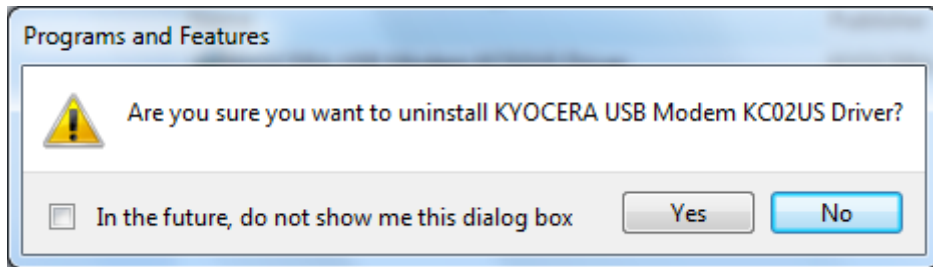 Programs and Features
Are you sure you want to uninstall KYOCERA USB Modem KC02US Driver?
In the future, do not show me this dialog box
Yes
No